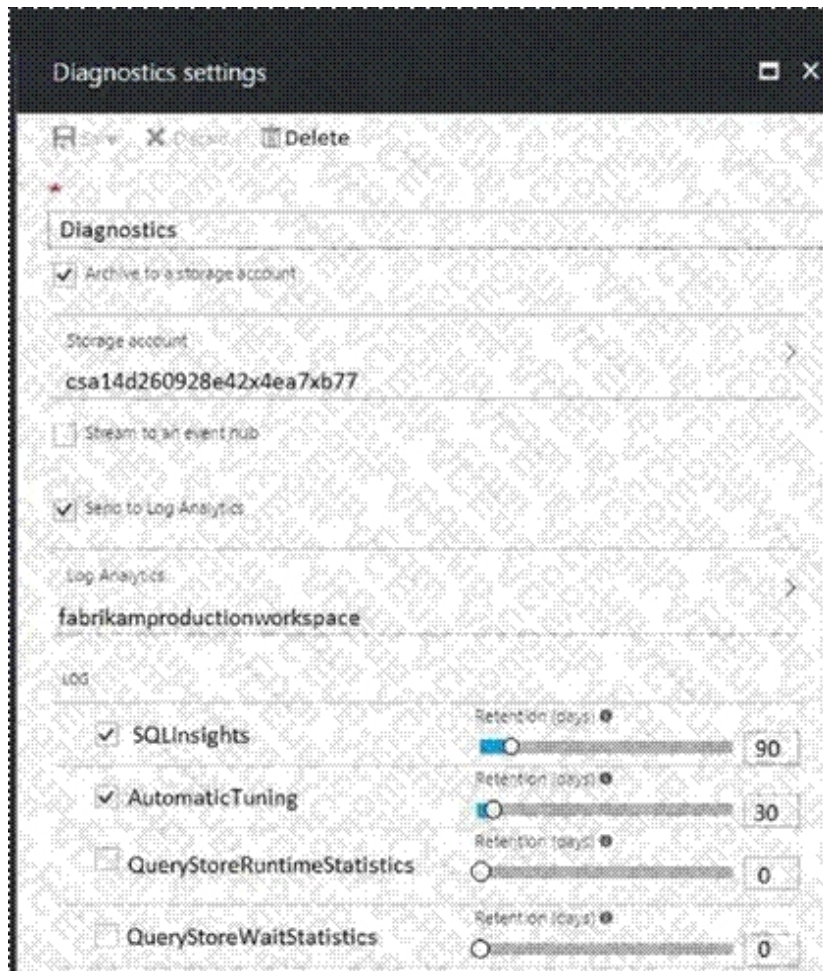 Diagnostics settings
Save Discard Delete
*
Diagnostics
Archive to a storage account
Storage account
csa14d260928e42x4ea7xb77
Stream to an event hub
Send to Log Analytics
Log Analytics
fabrikamproductionworkspace
LOG
Retention (days)
SQLInsights 90
Retention (days)
AutomaticTuning 30
Retention (days)
QueryStoreRuntimeStatistics 0
Retention (days)
QueryStoreWaitStatistics 0